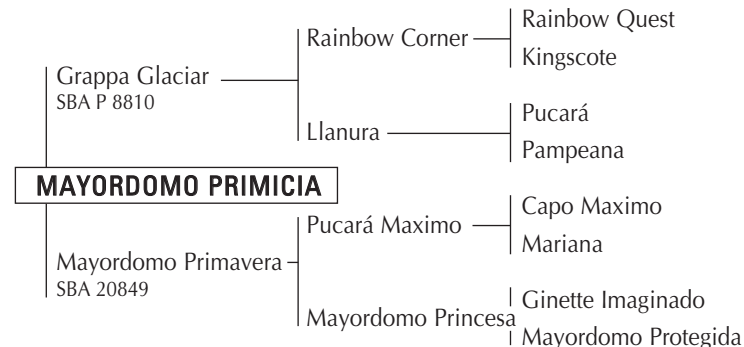 Rainbow Quest
Rainbow Corner
Kingscote
Grappa Glaciar
SBA P 8810
Pucará
Llanura
Pampeana
MAYORDOMO PRIMICIA
Capo Maximo
Pucará Maximo
Mariana
Mayordomo Primavera
SBA 20849
Ginette Imaginado
Mayordomo Princesa
Mayordomo Protegida